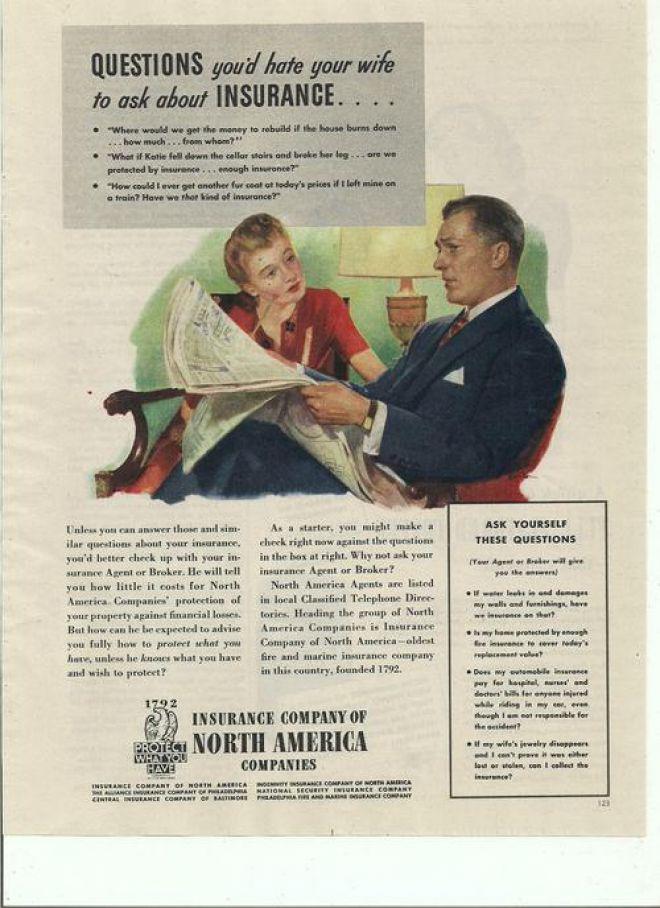 QUESTIONS you'd hate your wife
to ask about INSURANCE....
• "Where would we get the money to rebuild if the house burns down
... how much ... from whom?"
• "What if Katie fell down the cellar stairs and broke her leg ... are we
protected by insurance ... enough insurance?"
• "How could I ever get another fur coat at today's prices if I left mine on
a train? Have we that kind of insurance?"
Unless you can answer those and sim-
ilar questions about your insurance,
you'd better check up with your in-
surance Agent or Broker. He will tell
you how little it costs for North
America Companies' protection of
your property against financial losses.
But how can he be expected to advise
you fully how to protect what you
have, unless he knows what you have
and wish to protect?
As a starter, you might make a
check right now against the questions
in the box at right. Why not ask your
insurance Agent or Broker?
North America Agents are listed
in local Classified Telephone Direc-
tories. Heading the group of North
America Companies is Insurance
Company of North America—oldest
fire and marine insurance company
in this country, founded 1792.
ASK YOURSELF
THESE QUESTIONS
(Your Agent or Broker will give
you the answers)
• If water leaks in and damages
my walls and furnishings, have
we insurance on that?
• Is my home protected by enough
fire insurance to cover today's
replacement value?
• Does my automobile insurance
pay for hospital, nurses' and
doctors' bills for anyone injured
while riding in my car, even
though I am not responsible for
the accident?
• If my wife's jewelry disappears
and I can't prove it was either
lost or stolen, can I collect the
insurance?
1792
PROTECT
WHAT YOU
HAVE
INSURANCE COMPANY OF
NORTH AMERICA
COMPANIES
INSURANCE COMPANY OF NORTH AMERICA
THE ALLIANCE INSURANCE COMPANY OF PHILADELPHIA
CENTRAL INSURANCE COMPANY OF BALTIMORE
INDEMNITY INSURANCE COMPANY OF NORTH AMERICA
NATIONAL SECURITY INSURANCE COMPANY
PHILADELPHIA FIRE AND MARINE INSURANCE COMPANY
123